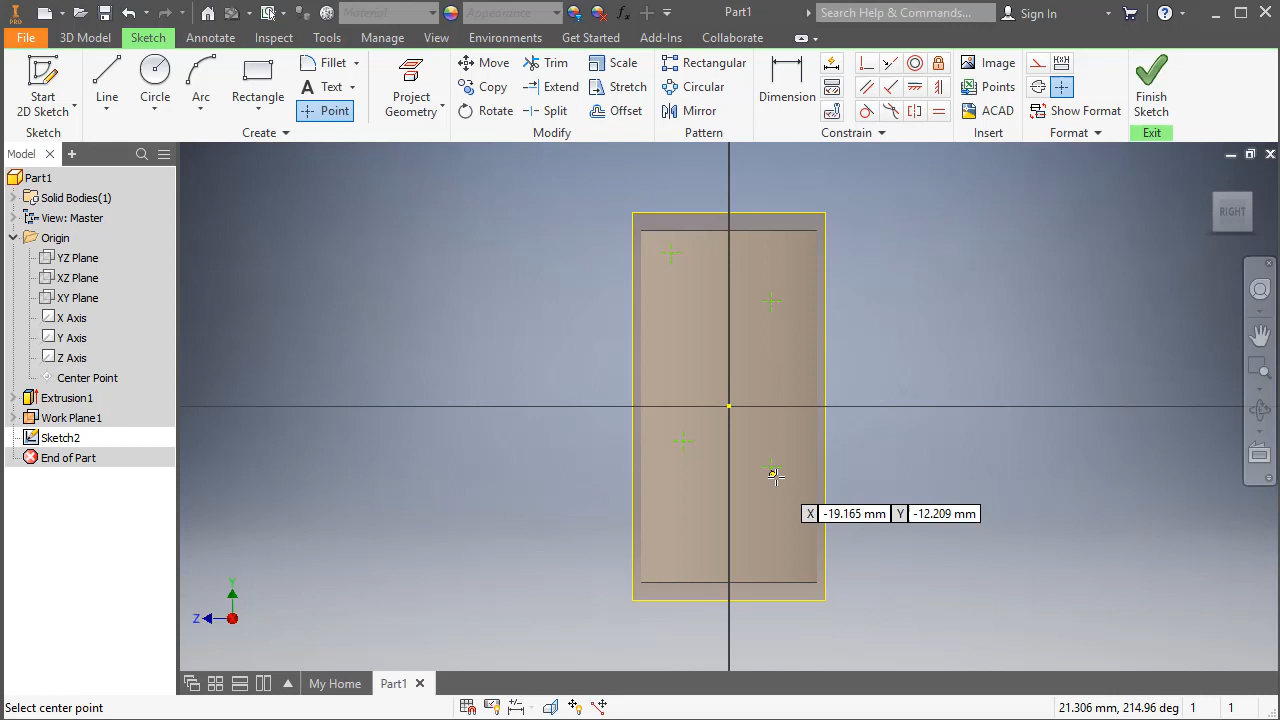 PRO Material Appearance fx Part1 Search Help & Commands... Sign In
File 3D Model Sketch Annotate Inspect Tools Manage View Environments Get Started Add-Ins Collaborate
Start 2D Sketch Line Circle Arc Rectangle Fillet Text Point Project Geometry
Move Copy Rotate Trim Extend Split Scale Stretch Offset
Rectangular Circular Mirror Dimension Image Points ACAD Show Format Finish Sketch
Sketch Create Modify Pattern Constrain Insert Format Exit
Model
Part1
Solid Bodies(1)
View: Master
Origin
YZ Plane
XZ Plane
XY Plane
X Axis
Y Axis
Z Axis
Center Point
Extrusion1
Work Plane1
Sketch2
End of Part
RIGHT
X -19.165 mm Y -12.209 mm
Y
Z
My Home Part1
Select center point 21.306 mm, 214.96 deg 1 1